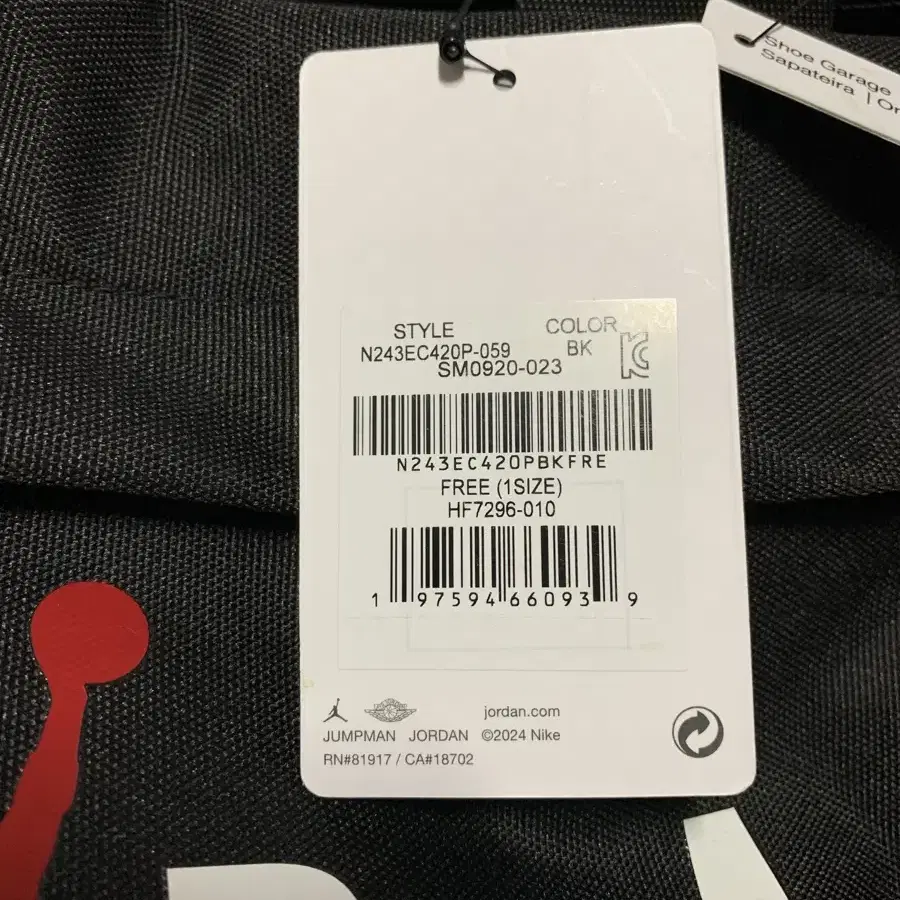 Shoe Garage
Sapateira | Or
STYLE COLOR
N243EC420P-059 BK
SM0920-023
N243EC420PBKFRE
FREE (1SIZE)
HF7296-010
1 97594 66093 9
JUMPMAN JORDAN
jordan.com
©2024 Nike
RN#81917 / CA#18702